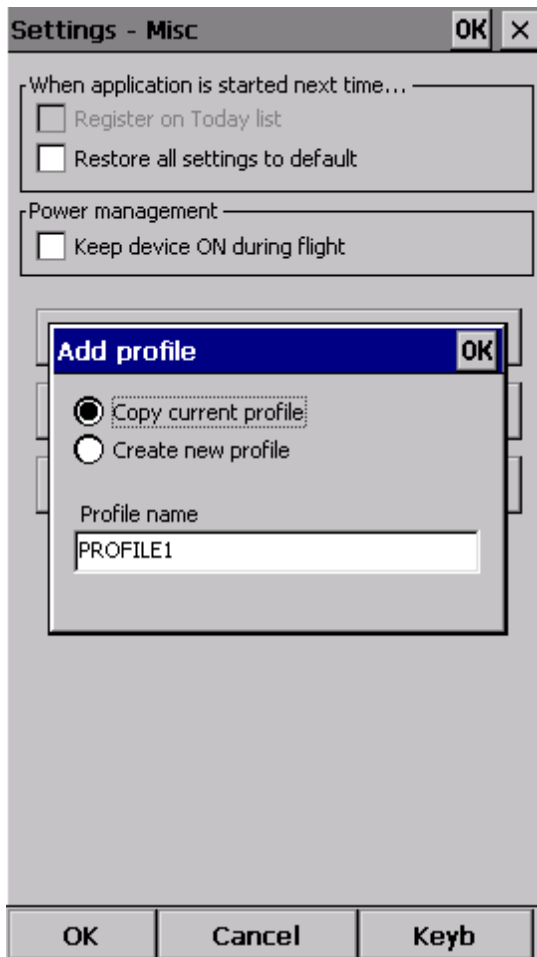 Settings - Misc OK ×
When application is started next time...
Register on Today list
Restore all settings to default
Power management
Keep device ON during flight
Add profile OK
Copy current profile
Create new profile
Profile name
PROFILE1
OK Cancel Keyb